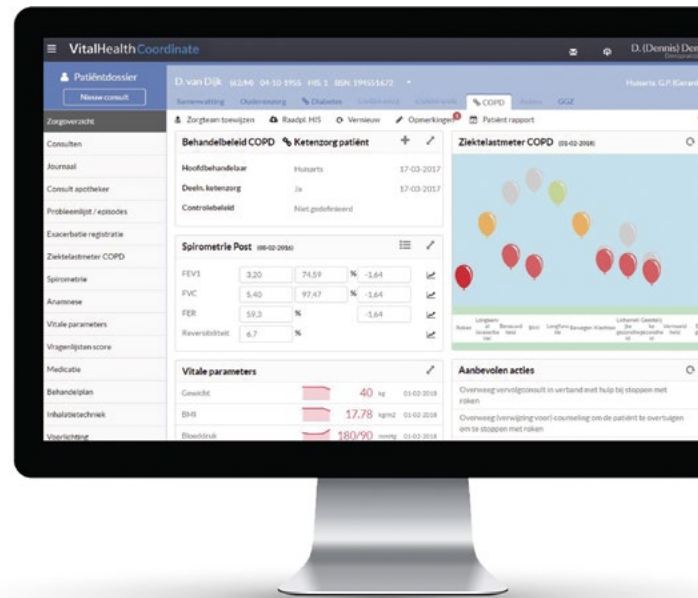 VitalHealthCoordinate
D. (Dennis) Den
Patiëntdossier
Nieuw consult
Zorgoverzicht
Consulten
Journaal
Consult apotheker
Probleemlijst / episodes
Exacerbatie registratie
Ziektelastmeter COPD
Spirometrie
Anamnese
Vitale parameters
Vragenlijsten score
Medicatie
Behandelplan
Inhalatietechniek
Voorlichting
D. van Dijk (62/M) 04-10-1955 HIS: 1 BSN: 194551672
Huisarts: G.P.
Samenvatting Ouderenzorg Diabetes COPD Astma GGZ
Zorgteam toewijzen Raadpl. HIS Vernieuw Opmerkingen Patiënt rapport
Behandelbeleid COPD Ketenzorg patiënt
Hoofdbehandelaar Huisarts 17-03-2017
Deeln. ketenzorg Ja 17-03-2017
Controlebeleid Niet gedefinieerd
Spirometrie Post (08-02-2016)
FEV1 3,20 74,59 % -1,64
FVC 5,40 97,47 % -1,64
FER 59,3 % -1,64
Reversibiliteit 6,7 %
Vitale parameters
Gewicht 40 kg 01-02-2018
BMI 17,78 kg/m2 01-02-2018
Bloeddruk 180/90 mmHg 01-02-2018
Ziektelastmeter COPD (01-02-2018)
Roken BMI Bewegen Klachten
Aanbevolen acties
Overweeg vervolgconsult in verband met hulp bij stoppen met
roken
Overweeg (verwijzing voor) counseling om de patiënt te overtuigen
om te stoppen met roken